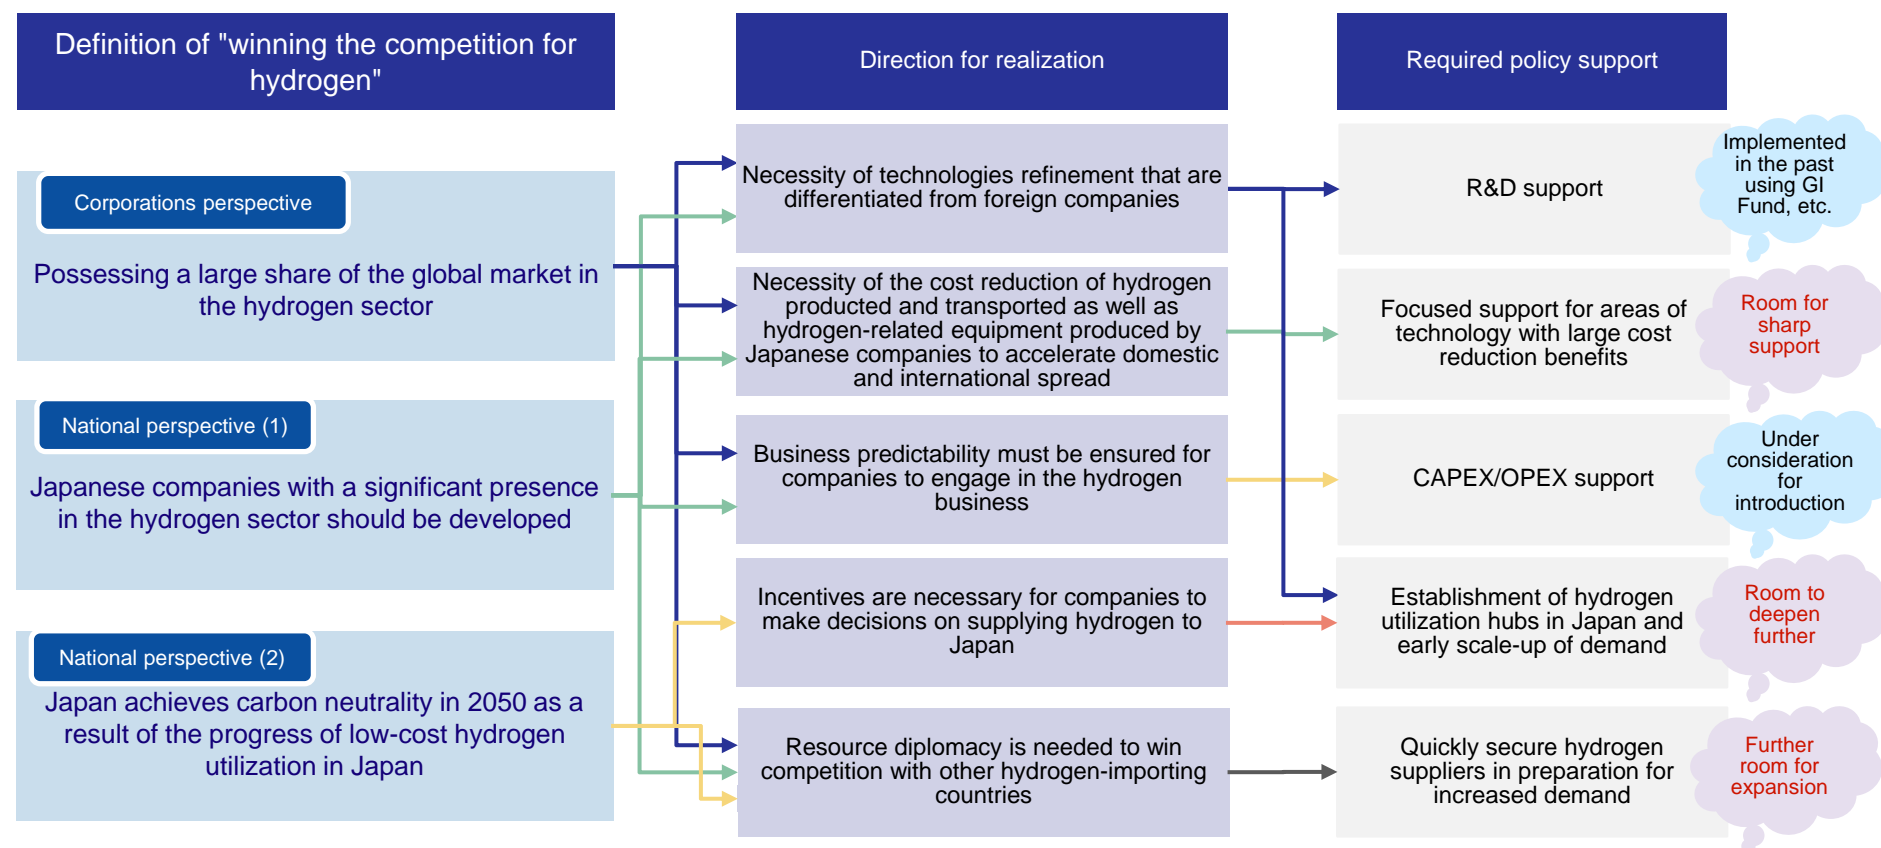 Definition of "winning the competition for
hydrogen"
Direction for realization
Required policy support
Corporations perspective
Possessing a large share of the global market in
the hydrogen sector
National perspective (1)
Japanese companies with a significant presence
in the hydrogen sector should be developed
National perspective (2)
Japan achieves carbon neutrality in 2050 as a
result of the progress of low-cost hydrogen
utilization in Japan
Necessity of technologies refinement that are
differentiated from foreign companies
Necessity of the cost reduction of hydrogen
producted and transported as well as
hydrogen-related equipment produced by
Japanese companies to accelerate domestic
and international spread
Business predictability must be ensured for
companies to engage in the hydrogen
business
Incentives are necessary for companies to
make decisions on supplying hydrogen to
Japan
Resource diplomacy is needed to win
competition with other hydrogen-importing
countries
R&D support
Focused support for areas of
technology with large cost
reduction benefits
CAPEX/OPEX support
Establishment of hydrogen
utilization hubs in Japan and
early scale-up of demand
Quickly secure hydrogen
suppliers in preparation for
increased demand
Implemented
in the past
using GI
Fund, etc.
Room for
sharp
support
Under
consideration
for
introduction
Room to
deepen
further
Further
room for
expansion